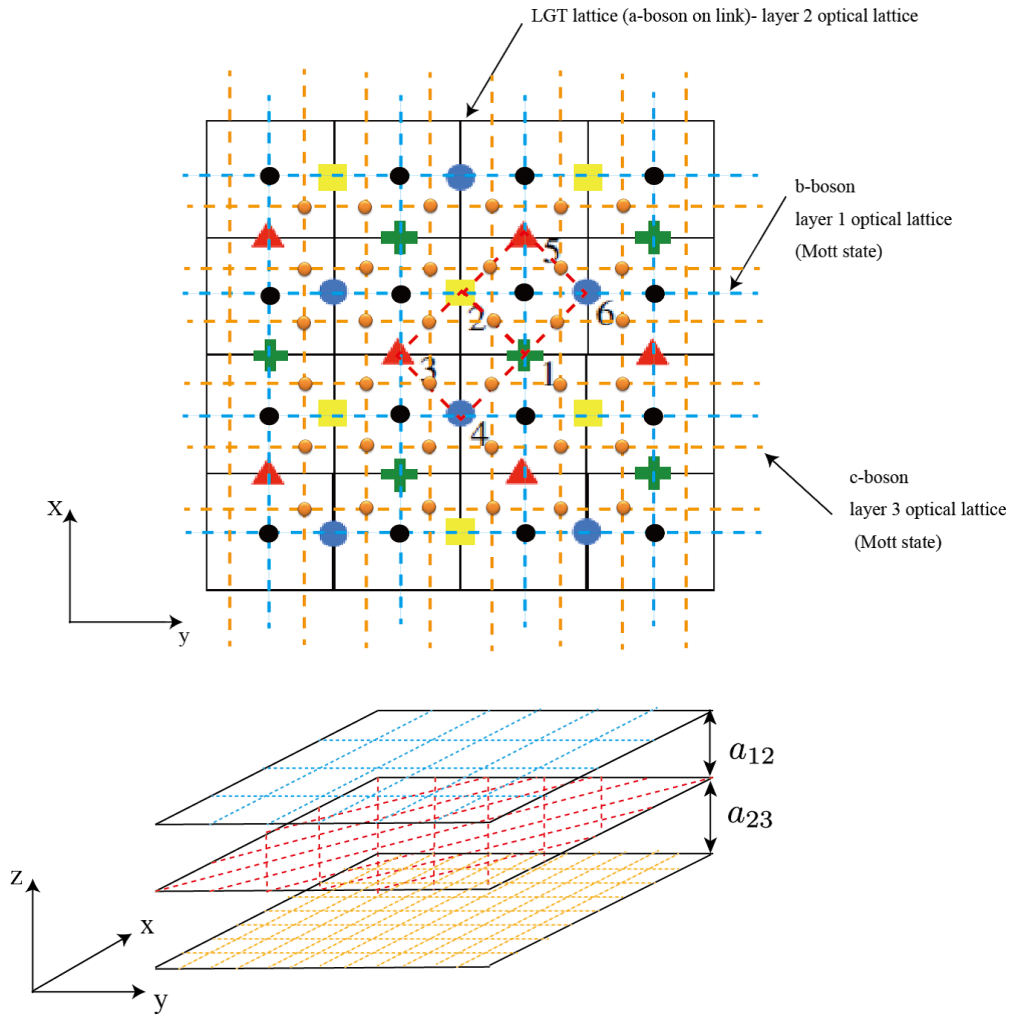 LGT lattice (a-boson on link)- layer 2 optical lattice
b-boson
layer 1 optical lattice
(Mott state)
5
2
6
3
1
4
c-boson
layer 3 optical lattice
(Mott state)
X
y
a12
a23
z
x
y